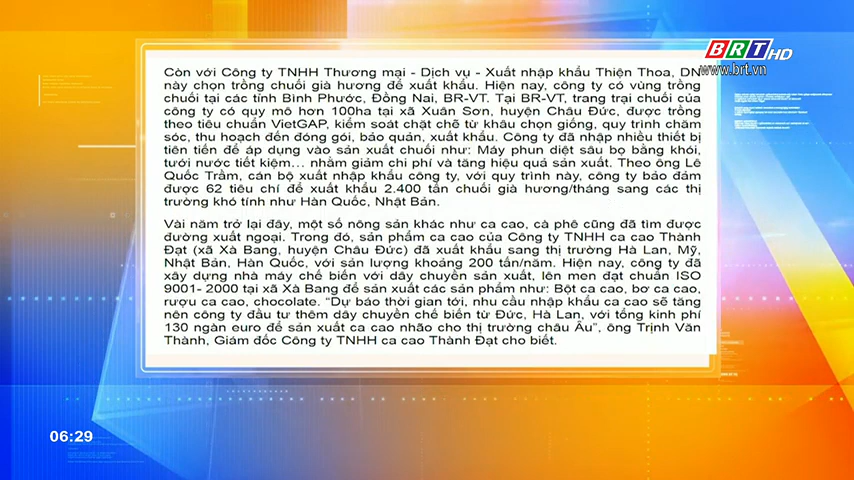 BRT HD
www.brt.vn
Còn với Công ty TNHH Thương mại - Dịch vụ - Xuất nhập khẩu Thiện Thoa, DN
này chọn trồng chuối già hương để xuất khẩu. Hiện nay, công ty có vùng trồng
chuối tại các tỉnh Bình Phước, Đồng Nai, BR-VT. Tại BR-VT, trang trại chuối của
công ty có quy mô hơn 100ha tại xã Xuân Sơn, huyện Châu Đức, được trồng
theo tiêu chuẩn VietGAP, kiểm soát chặt chẽ từ khâu chọn giống, quy trình chăm
sóc, thu hoạch đến đóng gói, bảo quản, xuất khẩu. Công ty đã nhập nhiều thiết bị
tiên tiến để áp dụng vào sản xuất chuối như: Máy phun diệt sâu bọ bằng khói,
tưới nước tiết kiệm… nhằm giảm chi phí và tăng hiệu quả sản xuất. Theo ông Lê
Quốc Trầm, cán bộ xuất nhập khẩu công ty, với quy trình này, công ty bảo đảm
được 62 tiêu chí để xuất khẩu 2.400 tấn chuối già hương/tháng sang các thị
trường khó tính như Hàn Quốc, Nhật Bản.
Vài năm trở lại đây, một số nông sản khác như ca cao, cà phê cũng đã tìm được
đường xuất ngoại. Trong đó, sản phẩm ca cao của Công ty TNHH ca cao Thành
Đạt (xã Xà Bang, huyện Châu Đức) đã xuất khẩu sang thị trường Hà Lan, Mỹ,
Nhật Bản, Hàn Quốc, với sản lượng khoảng 200 tấn/năm. Hiện nay, công ty đã
xây dựng nhà máy chế biến với dây chuyền sản xuất, lên men đạt chuẩn ISO
9001- 2000 tại xã Xà Bang để sản xuất các sản phẩm như: Bột ca cao, bơ ca cao,
rượu ca cao, chocolate. “Dự báo thời gian tới, nhu cầu nhập khẩu ca cao sẽ tăng
nên công ty đầu tư thêm dây chuyền chế biến từ Đức, Hà Lan, với tổng kinh phí
130 ngàn euro để sản xuất ca cao nhão cho thị trường châu Âu”, ông Trịnh Văn
Thành, Giám đốc Công ty TNHH ca cao Thành Đạt cho biết.
06:29